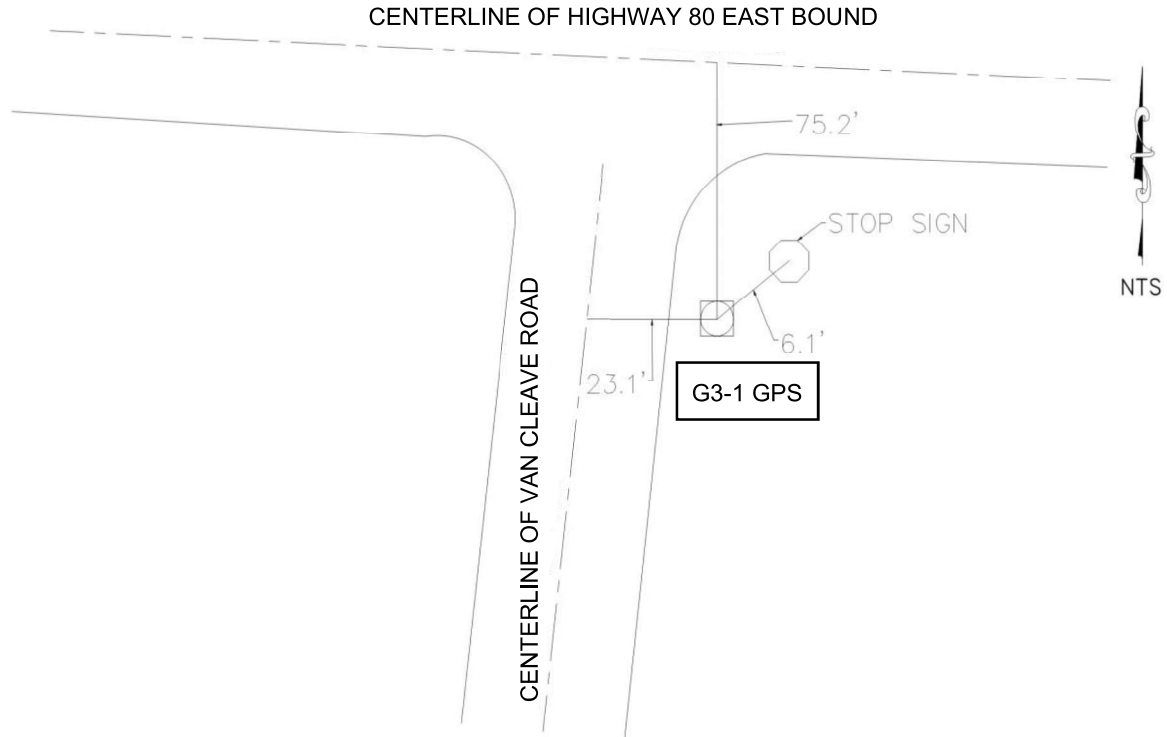 CENTERLINE OF HIGHWAY 80 EAST BOUND
75.2'
STOP SIGN
NTS
6.1'
23.1'
G3-1 GPS
CENTERLINE OF VAN CLEAVE ROAD